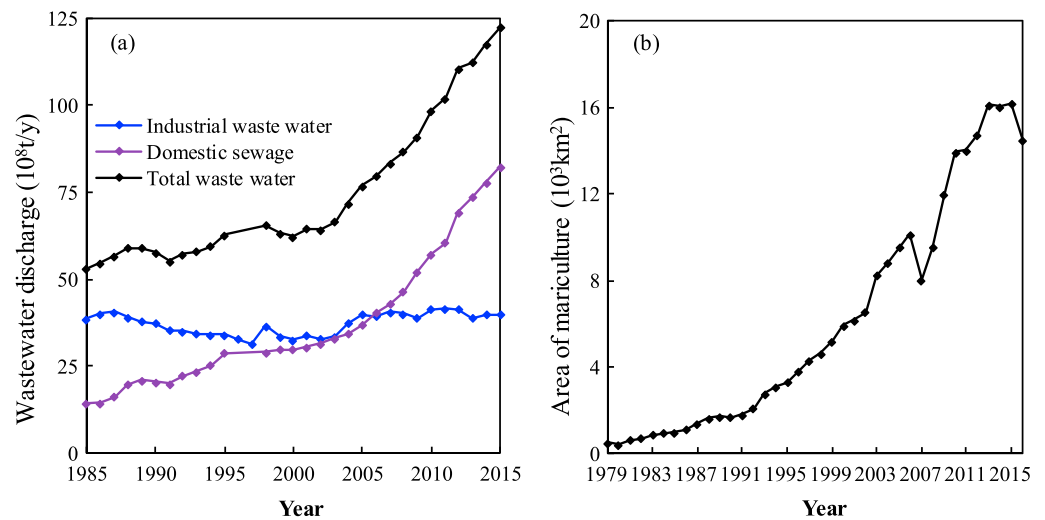 (a)
Wastewater discharge (10⁸t/y)
125
100
75
50
25
0
Industrial waste water
Domestic sewage
Total waste water
1985 1990 1995 2000 2005 2010 2015
Year
(b)
Area of mariculture (10³km²)
20
16
12
8
4
0
1979 1983 1987 1991 1995 1999 2003 2007 2011 2015
Year